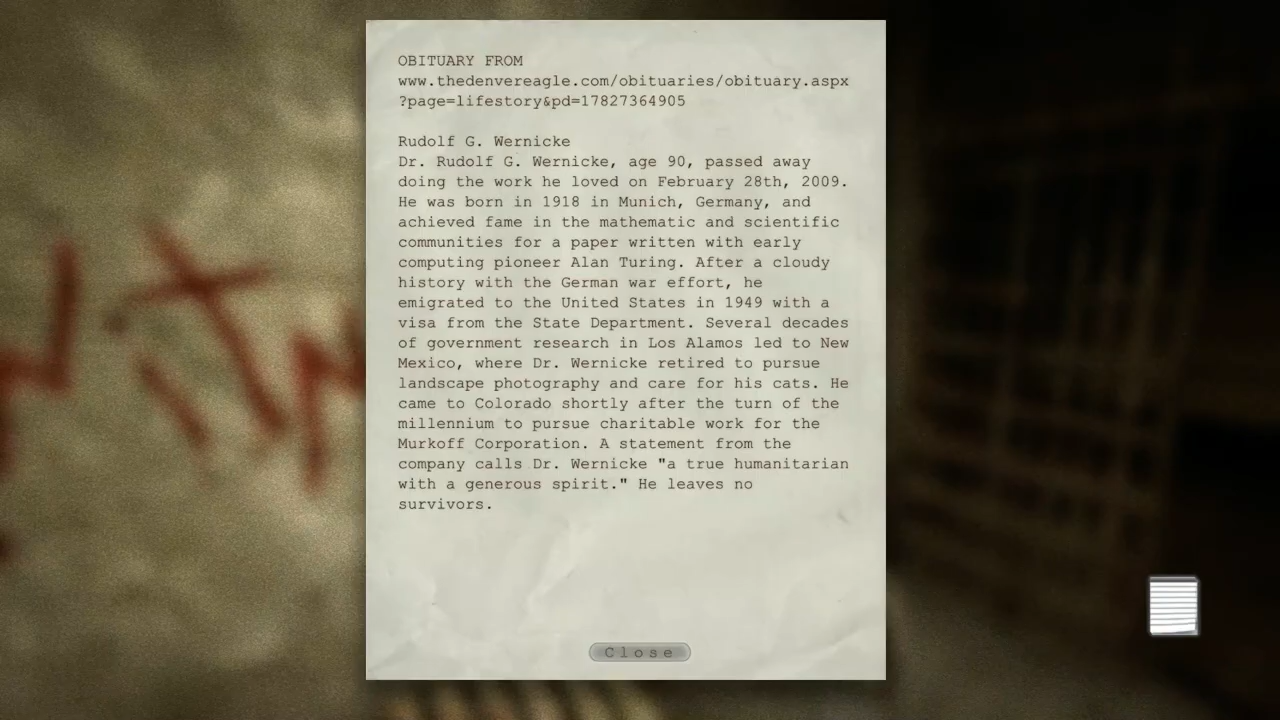 OBITUARY FROM
www.thedenvereagle.com/obituaries/obituary.aspx
?page=lifestory&pd=17827364905
Rudolf G. Wernicke
Dr. Rudolf G. Wernicke, age 90, passed away
doing the work he loved on February 28th, 2009.
He was born in 1918 in Munich, Germany, and
achieved fame in the mathematic and scientific
communities for a paper written with early
computing pioneer Alan Turing. After a cloudy
history with the German war effort, he
emigrated to the United States in 1949 with a
visa from the State Department. Several decades
of government research in Los Alamos led to New
Mexico, where Dr. Wernicke retired to pursue
landscape photography and care for his cats. He
came to Colorado shortly after the turn of the
millennium to pursue charitable work for the
Murkoff Corporation. A statement from the
company calls Dr. Wernicke "a true humanitarian
with a generous spirit." He leaves no
survivors.
Close